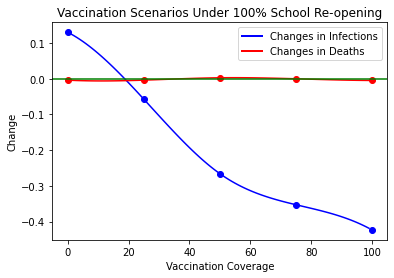 Vaccination Scenarios Under 100% School Re-opening
Changes in Infections
Changes in Deaths
0.1
0.0
-0.1
-0.2
-0.3
-0.4
Change
0
20
40
60
80
100
Vaccination Coverage